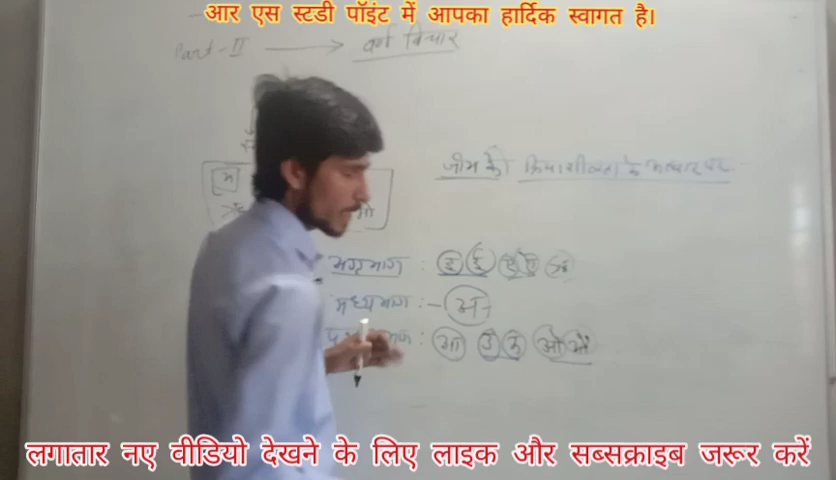 आर एस स्टडी पॉइंट में आपका हार्दिक स्वागत है।
Part-II → वर्ण विचार
जीभ की क्रियाशीलता के आधार पर
अग्रभाग : इ ई ए ऐ
मध्यभाग :- अ
: आ उ ऊ ओ औ
लगातार नए वीडियो देखने के लिए लाइक और सब्सक्राइब जरूर करें